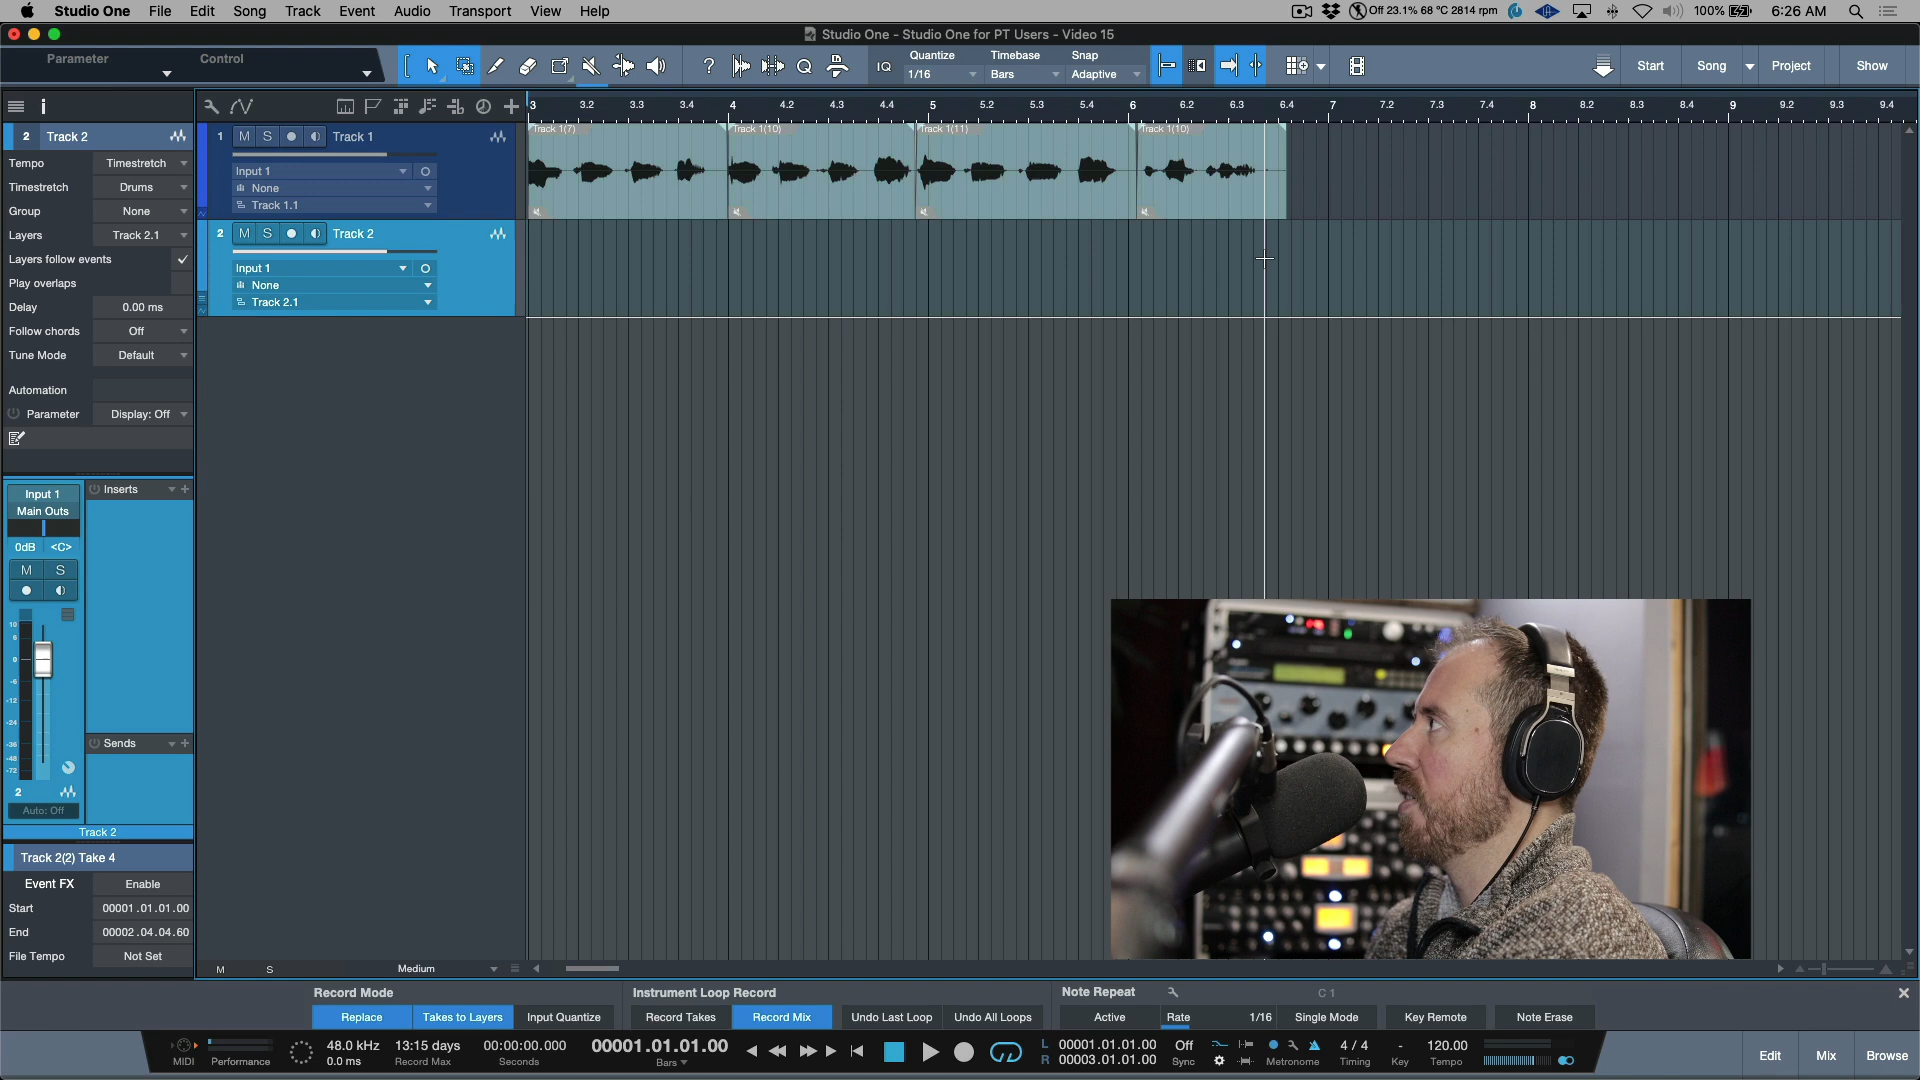 Studio One File Edit Song Track Event Audio Transport View Help
Off 23.1% 68 °C 2814 rpm 100% 6:26 AM
Studio One - Studio One for PT Users - Video 15
Parameter Control
? IQ Quantize 1/16 Timebase Bars Snap Adaptive
Start Song Project Show
3 3.2 3.3 3.4 4 4.2 4.3 4.4 5 5.2 5.3 5.4 6 6.2 6.3 6.4 7 7.2 7.3 7.4 8 8.2 8.3 8.4 9 9.2 9.3 9.4
2 Track 2
Tempo Timestretch
Timestretch Drums
Group None
Layers Track 2.1
Layers follow events
Play overlaps
Delay 0.00 ms
Follow chords Off
Tune Mode Default
Automation
Parameter Display: Off
1 M S Track 1
Input 1
None
Track 1.1
Track 1(7) Track 1(10) Track 1(11) Track 1(10)
2 M S Track 2
Input 1
None
Track 2.1
Input 1 Inserts
Main Outs
0dB <C>
M S
10
6
0
-6
-12
-24
-36
-48
-72
Sends
2
Auto: Off
Track 2
Track 2(2) Take 4
Event FX Enable
Start 00001.01.01.00
End 00002.04.04.60
File Tempo Not Set
M S Medium
Record Mode Instrument Loop Record Note Repeat C 1
Replace Takes to Layers Input Quantize Record Takes Record Mix Undo Last Loop Undo All Loops Active Rate 1/16 Single Mode Key Remote Note Erase
MIDI Performance
48.0 kHz
0.0 ms
13:15 days
Record Max
00:00:00.000
Seconds
00001.01.01.00
Bars
L 00001.01.01.00
R 00003.01.01.00
Off
Sync
Metronome
4 / 4
Timing
-
Key
120.00
Tempo
Edit Mix Browse